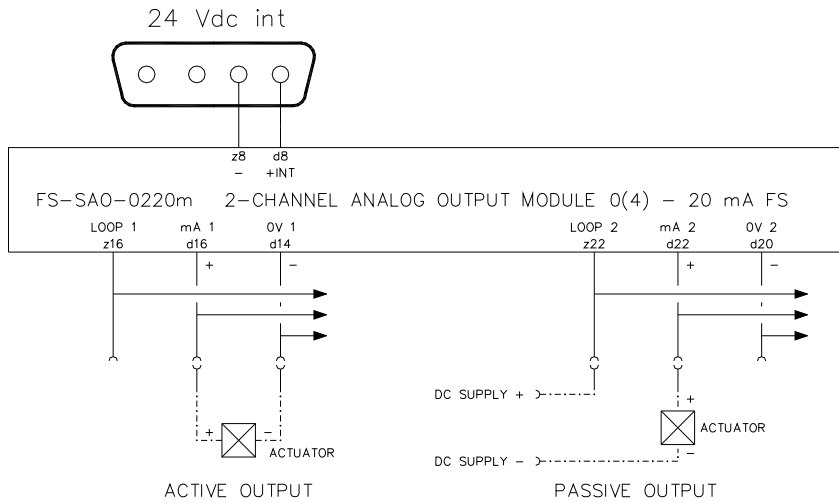 24 Vdc int
z8 d8
- +INT
FS-SAO-0220m 2-CHANNEL ANALOG OUTPUT MODULE 0(4) - 20 mA FS
LOOP 1 mA 1 0V 1 LOOP 2 mA 2 0V 2
z16 d16 d14 z22 d22 d20
+ - + -
DC SUPPLY +
+
+ - ACTUATOR
ACTUATOR
-
DC SUPPLY -
ACTIVE OUTPUT PASSIVE OUTPUT